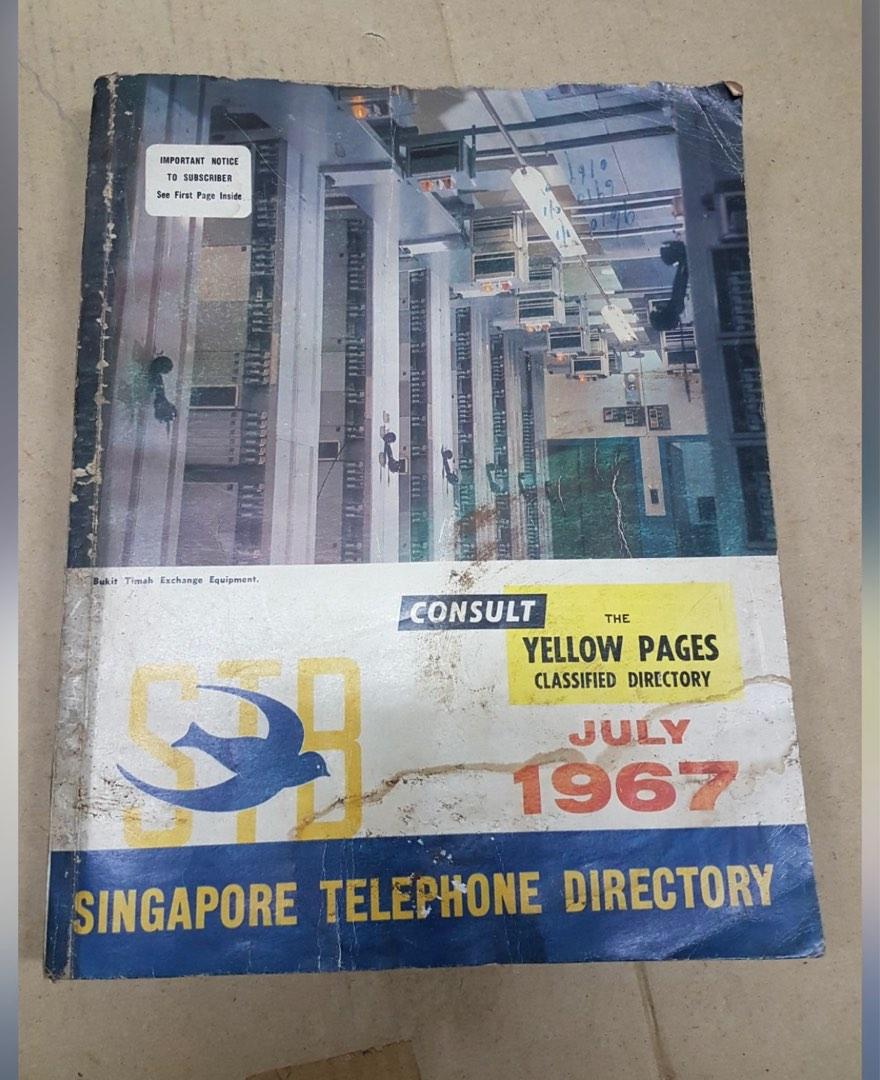 IMPORTANT NOTICE
TO SUBSCRIBER
See First Page Inside
Bukit Timah Exchange Equipment.
CONSULT
THE
YELLOW PAGES
CLASSIFIED DIRECTORY
STB
JULY
1967
SINGAPORE TELEPHONE DIRECTORY